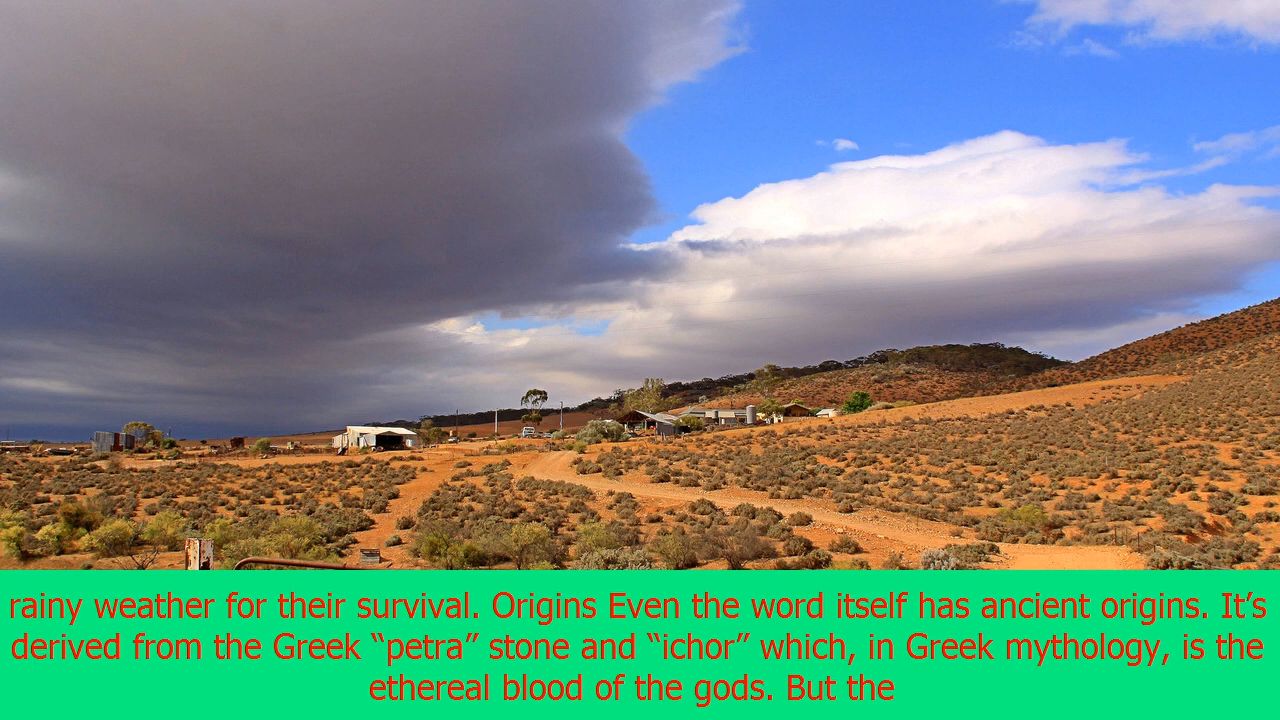 rainy weather for their survival. Origins Even the word itself has ancient origins. It’s
derived from the Greek “petra” stone and “ichor” which, in Greek mythology, is the
ethereal blood of the gods. But the